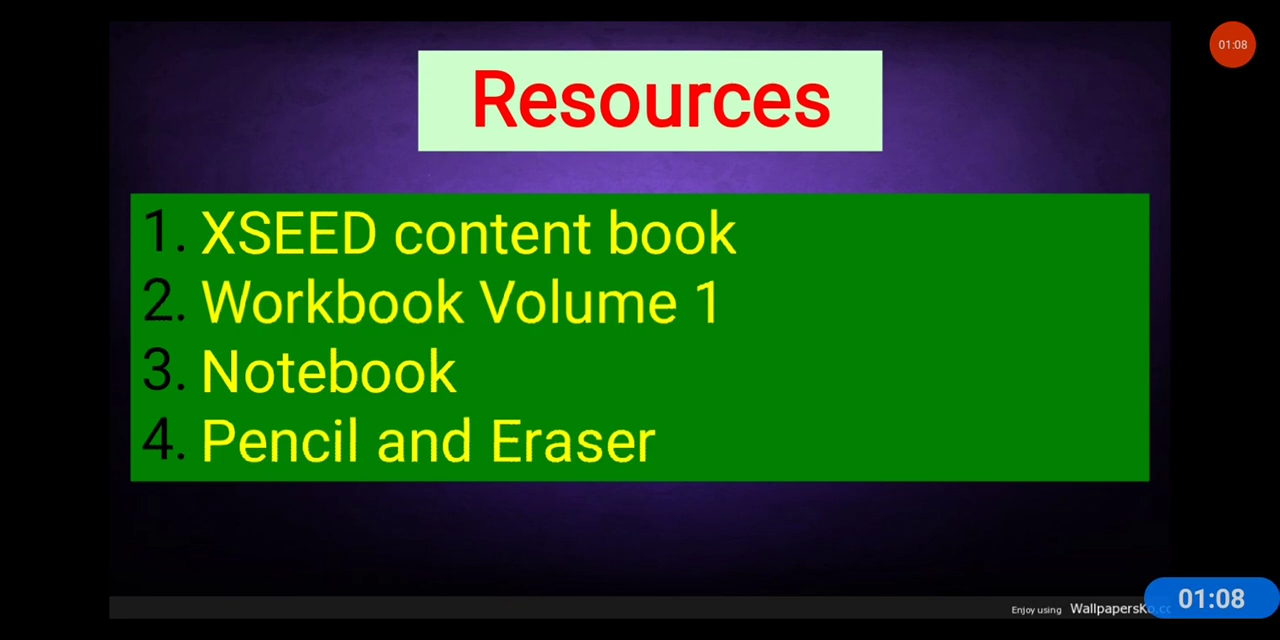 01:08
Resources
1. XSEED content book
2. Workbook Volume 1
3. Notebook
4. Pencil and Eraser
Enjoy using
01:08